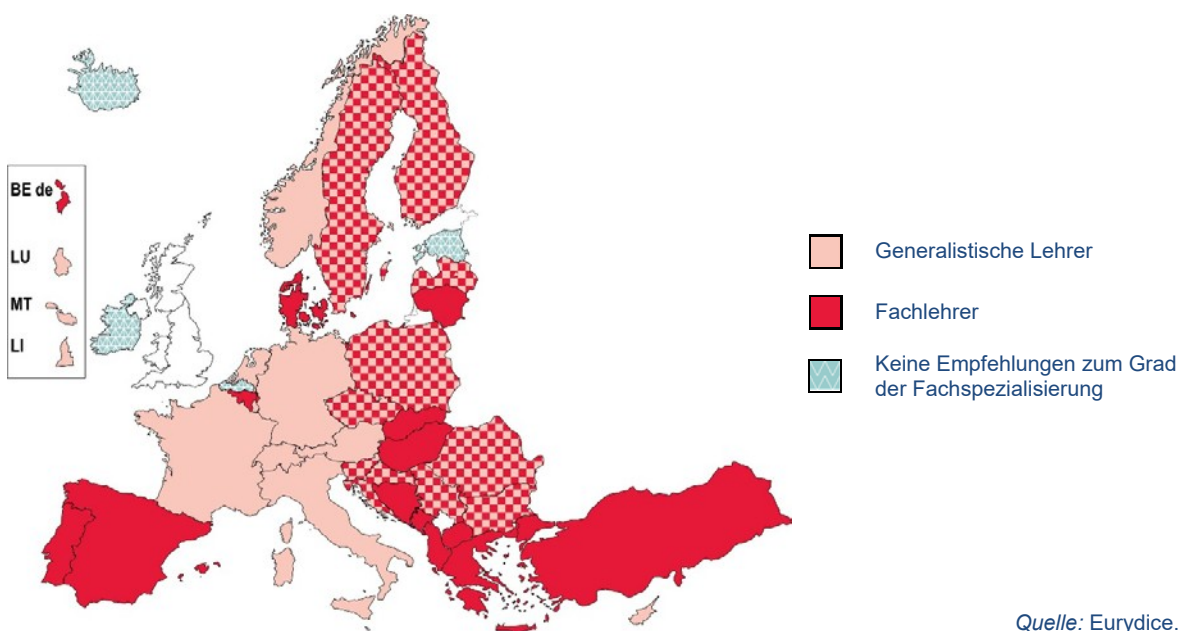 BE de
LU
MT
LI
Generalistische Lehrer
Fachlehrer
Keine Empfehlungen zum Grad
der Fachspezialisierung
Quelle: Eurydice.